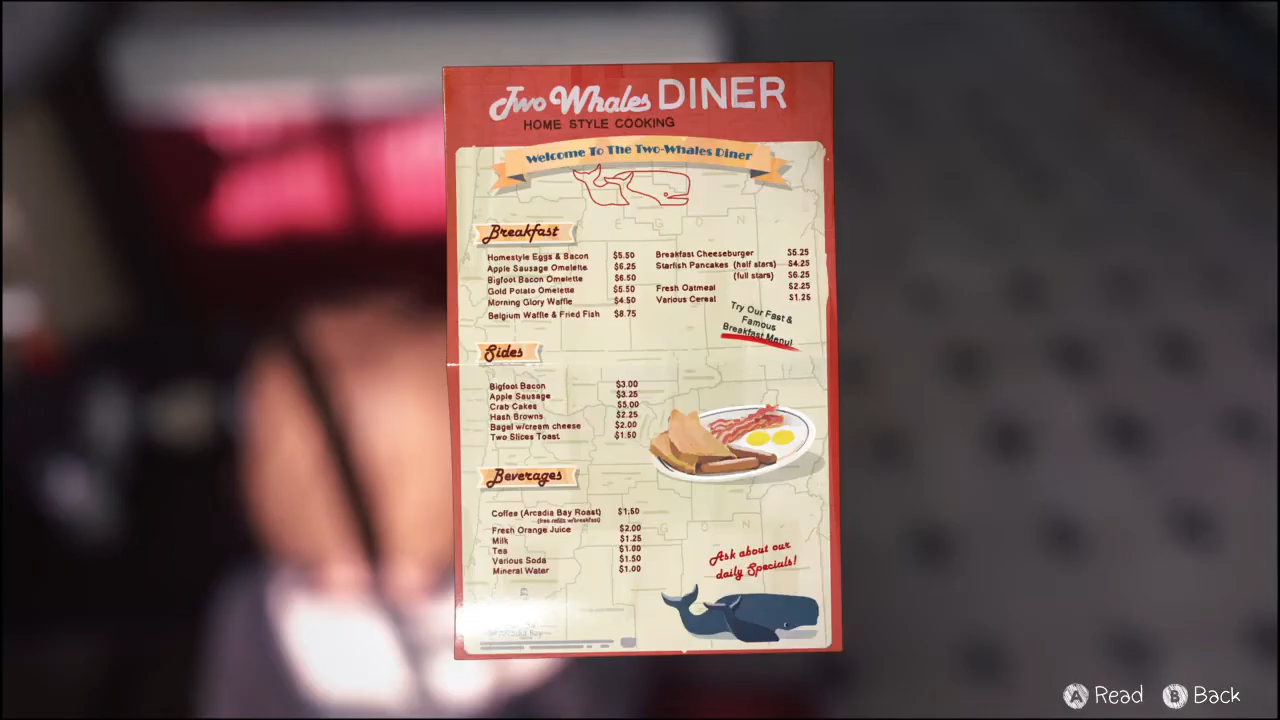 Two Whales DINER
HOME STYLE COOKING
Welcome To The Two-Whales Diner
E G O N
Breakfast
Homestyle Eggs & Bacon $5.50
Apple Sausage Omelette $6.25
Bigfoot Bacon Omelette $6.50
Gold Potato Omelette $5.50
Morning Glory Waffle $4.50
Belgium Waffle & Fried Fish $8.75
Breakfast Cheeseburger $5.25
Starfish Pancakes (half stars) $4.25
(full stars) $6.25
Fresh Oatmeal $2.25
Various Cereal $1.25
Try Our Fast &
Famous
Breakfast Menu!
Sides
Bigfoot Bacon $3.00
Apple Sausage $3.25
Crab Cakes $5.00
Hash Browns $2.25
Bagel w/cream cheese $2.00
Two Slices Toast $1.50
Beverages
Coffee (Arcadia Bay Roast) $1.50
(free refills w/breakfast)
Fresh Orange Juice $2.00
Milk $1.25
Tea $1.00
Various Soda $1.50
Mineral Water $1.00
G O N
Ask about our
daily Specials!
A Read B Back